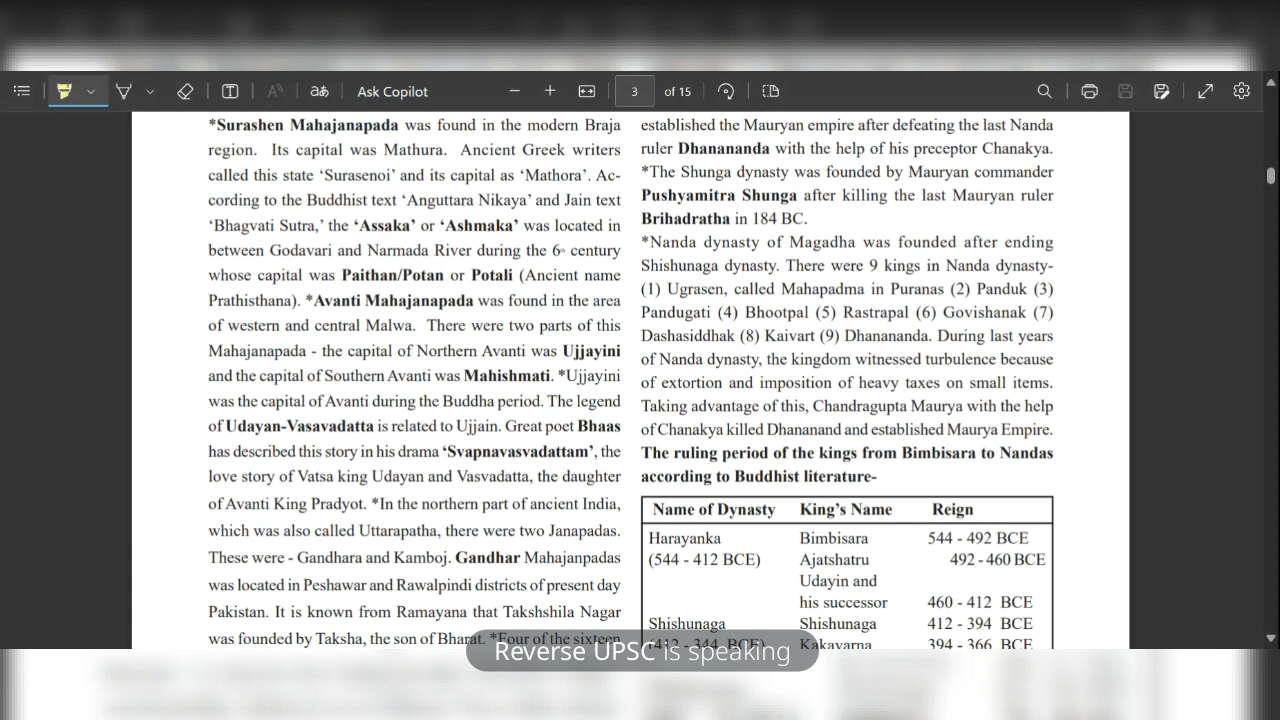 Ask Copilot
3 of 15
*Surashen Mahajanapada was found in the modern Braja
region. Its capital was Mathura. Ancient Greek writers
called this state ‘Surasenoi’ and its capital as ‘Mathora’. Ac-
cording to the Buddhist text ‘Anguttara Nikaya’ and Jain text
‘Bhagvati Sutra,’ the ‘Assaka’ or ‘Ashmaka’ was located in
between Godavari and Narmada River during the 6th century
whose capital was Paithan/Potan or Potali (Ancient name
Prathisthana). *Avanti Mahajanapada was found in the area
of western and central Malwa. There were two parts of this
Mahajanapada - the capital of Northern Avanti was Ujjayini
and the capital of Southern Avanti was Mahishmati. *Ujjayini
was the capital of Avanti during the Buddha period. The legend
of Udayan-Vasavadatta is related to Ujjain. Great poet Bhaas
has described this story in his drama ‘Svapnavasvadattam’, the
love story of Vatsa king Udayan and Vasvadatta, the daughter
of Avanti King Pradyot. *In the northern part of ancient India,
which was also called Uttarapatha, there were two Janapadas.
These were - Gandhara and Kamboj. Gandhar Mahajanpadas
was located in Peshawar and Rawalpindi districts of present day
Pakistan. It is known from Ramayana that Takshshila Nagar
was founded by Taksha, the son of Bharat. *Four of the sixteen
established the Mauryan empire after defeating the last Nanda
ruler Dhanananda with the help of his preceptor Chanakya.
*The Shunga dynasty was founded by Mauryan commander
Pushyamitra Shunga after killing the last Mauryan ruler
Brihadratha in 184 BC.
*Nanda dynasty of Magadha was founded after ending
Shishunaga dynasty. There were 9 kings in Nanda dynasty-
(1) Ugrasen, called Mahapadma in Puranas (2) Panduk (3)
Pandugati (4) Bhootpal (5) Rastrapal (6) Govishanak (7)
Dashasiddhak (8) Kaivart (9) Dhanananda. During last years
of Nanda dynasty, the kingdom witnessed turbulence because
of extortion and imposition of heavy taxes on small items.
Taking advantage of this, Chandragupta Maurya with the help
of Chanakya killed Dhananand and established Maurya Empire.
The ruling period of the kings from Bimbisara to Nandas
according to Buddhist literature-
Name of Dynasty King’s Name Reign
Harayanka Bimbisara 544 - 492 BCE
(544 - 412 BCE) Ajatshatru 492 - 460 BCE
Udayin and
his successor 460 - 412 BCE
Shishunaga Shishunaga 412 - 394 BCE
(412 - 344 BCE) Kakavarna 394 - 366 BCE
Reverse UPSC is speaking